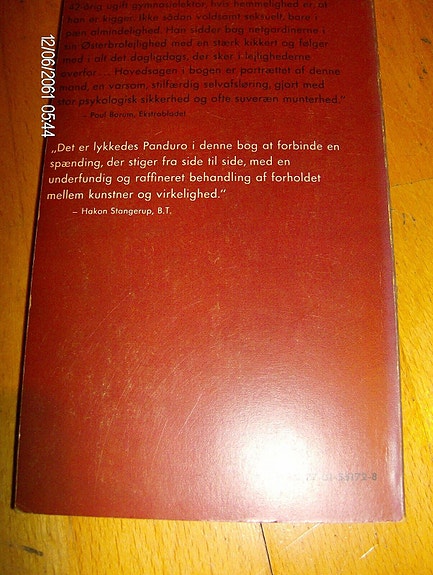 42-årig ugift gymnasielektor, hvis hemmelighed er, at
han er kigger. Ikke sådan voldsomt seksuelt, bare i
pæn almindelighed. Han sidder bag netgardinerne i
sin Østerbrolejlighed med en stærk kikkert og følger
med i alt det dagligdags, der sker i lejlighederne
overfor . . . Hovedsagen i bogen er portrættet af denne
mand, en varsom, stilfærdig selvafsløring, gjort med
stor psykologisk sikkerhed og ofte suveræn munterhed.“
- Poul Borum, Ekstrabladet
„Det er lykkedes Panduro i denne bog at forbinde en
spænding, der stiger fra side til side, med en
underfundig og raffineret behandling af forholdet
mellem kunstner og virkelighed.“
– Hakon Stangerup, B.T.
12/06/2061 05:44